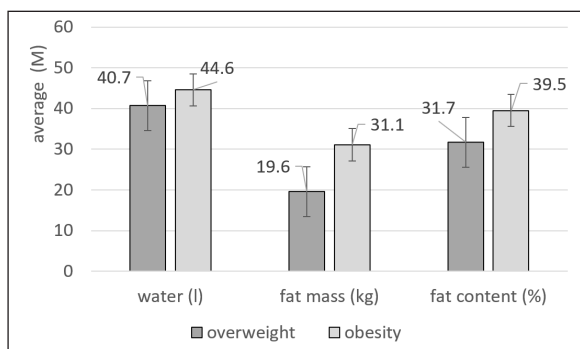 average (M)
60
50
40
30
20
10
0
40.7
44.6
19.6
31.1
31.7
39.5
water (l)
fat mass (kg)
fat content (%)
overweight
obesity